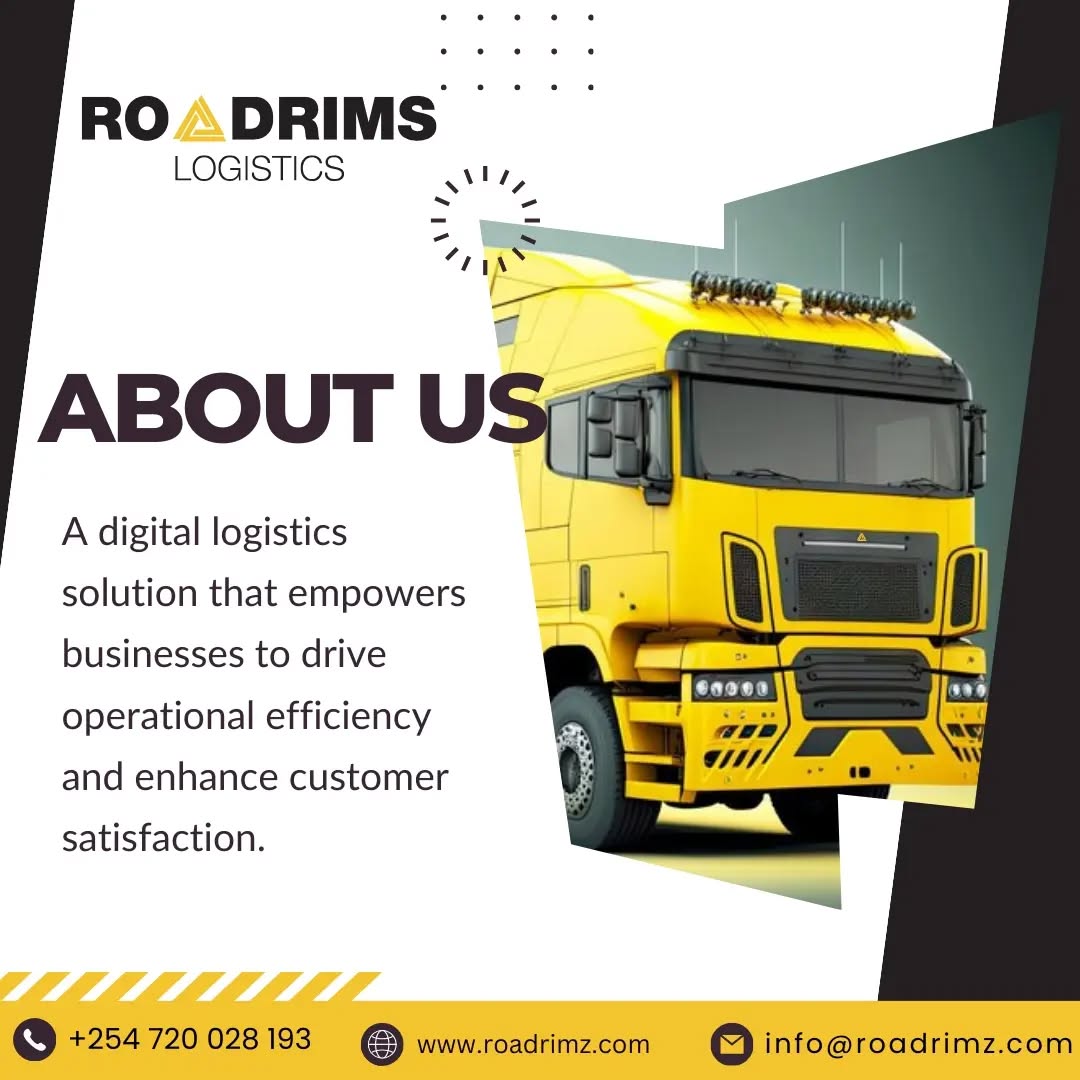 ROADRIMS
LOGISTICS
ABOUT US
A digital logistics
solution that empowers
businesses to drive
operational efficiency
and enhance customer
satisfaction.
+254 720 028 193
www.roadrimz.com
info@roadrimz.com